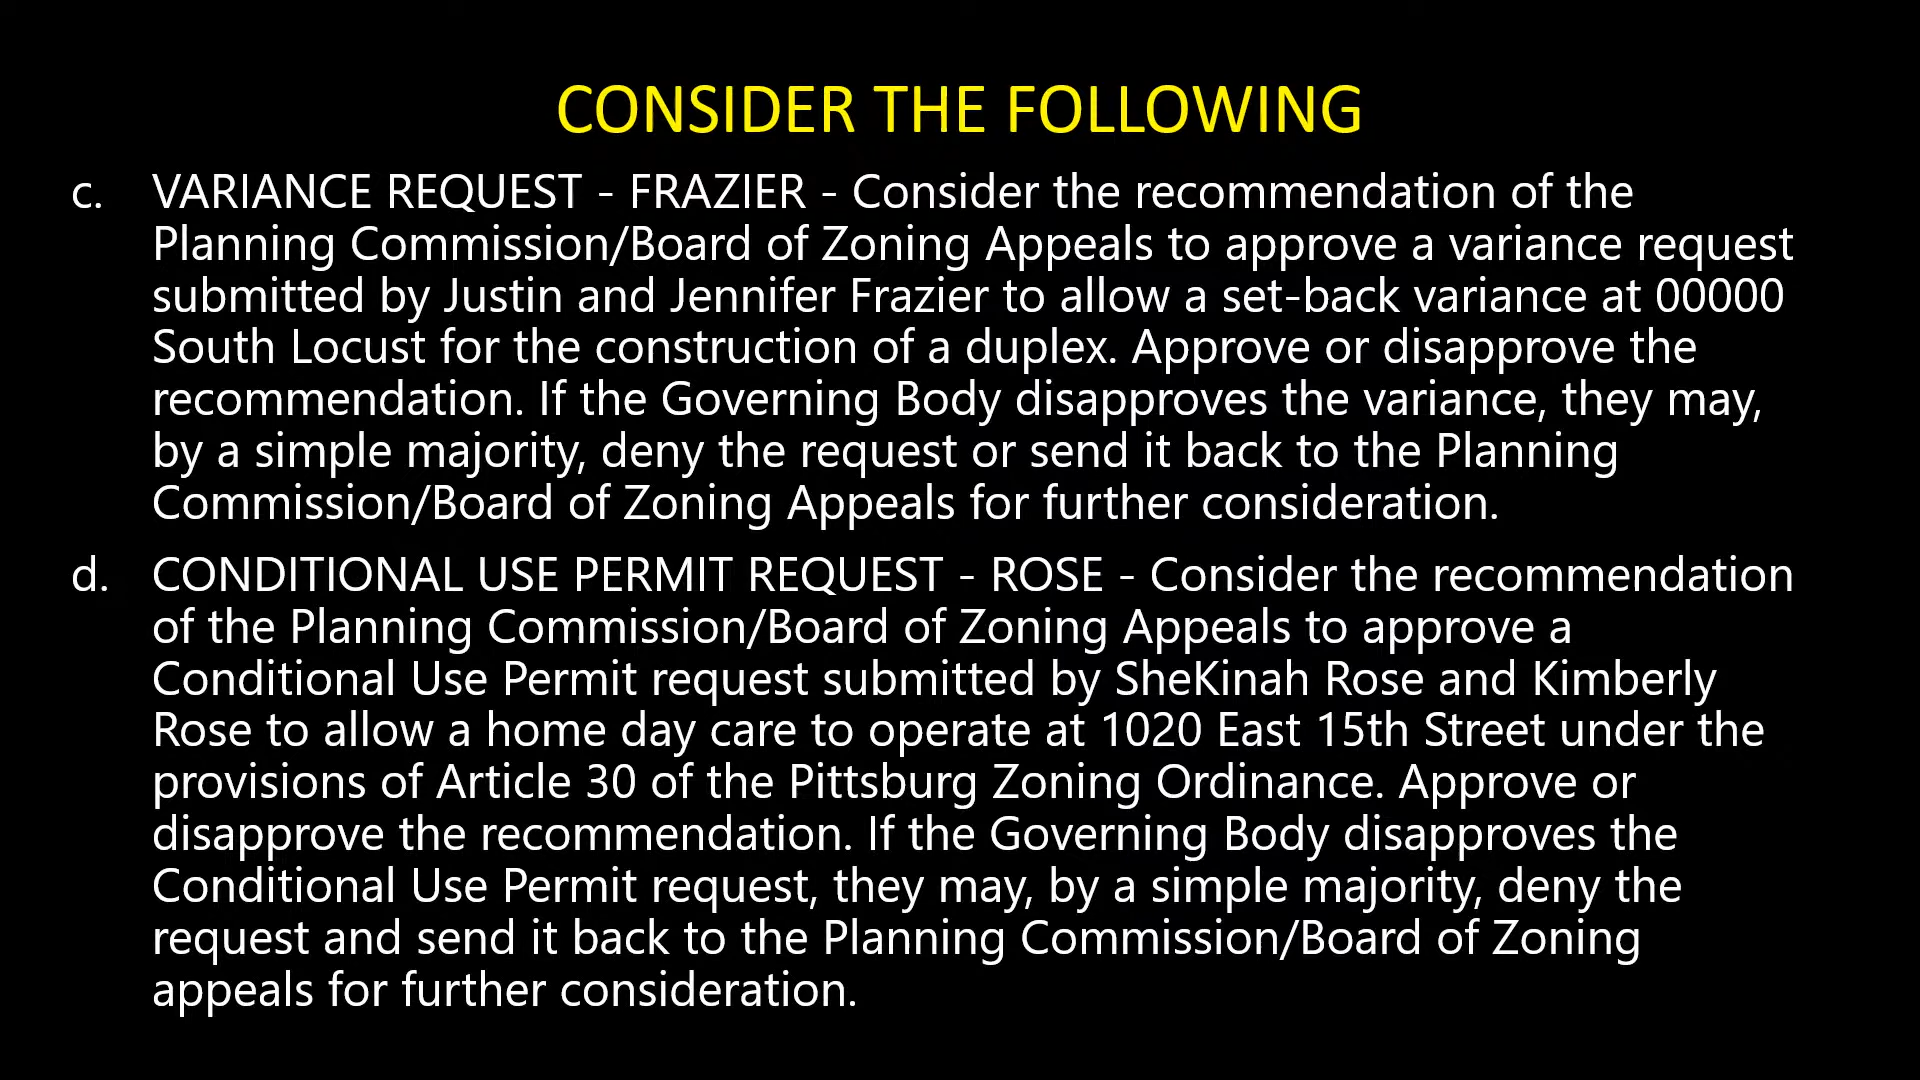 CONSIDER THE FOLLOWING
c. VARIANCE REQUEST - FRAZIER - Consider the recommendation of the
Planning Commission/Board of Zoning Appeals to approve a variance request
submitted by Justin and Jennifer Frazier to allow a set-back variance at 00000
South Locust for the construction of a duplex. Approve or disapprove the
recommendation. If the Governing Body disapproves the variance, they may,
by a simple majority, deny the request or send it back to the Planning
Commission/Board of Zoning Appeals for further consideration.
d. CONDITIONAL USE PERMIT REQUEST - ROSE - Consider the recommendation
of the Planning Commission/Board of Zoning Appeals to approve a
Conditional Use Permit request submitted by SheKinah Rose and Kimberly
Rose to allow a home day care to operate at 1020 East 15th Street under the
provisions of Article 30 of the Pittsburg Zoning Ordinance. Approve or
disapprove the recommendation. If the Governing Body disapproves the
Conditional Use Permit request, they may, by a simple majority, deny the
request and send it back to the Planning Commission/Board of Zoning
appeals for further consideration.